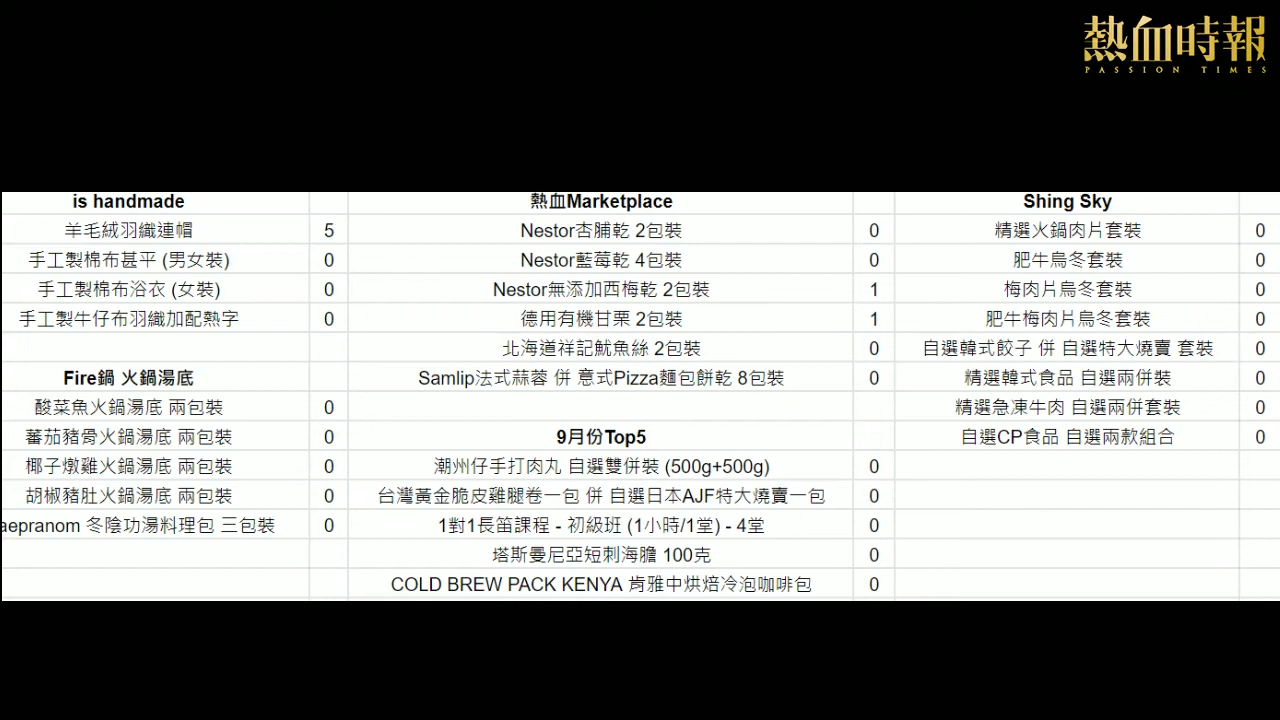 熱血時報
PASSION TIMES
is handmade 熱血Marketplace Shing Sky
羊毛絨羽織連帽 5 Nestor杏脯乾 2包裝 0 精選火鍋肉片套裝 0
手工製棉布甚平 (男女裝) 0 Nestor藍莓乾 4包裝 0 肥牛烏冬套裝 0
手工製棉布浴衣 (女裝) 0 Nestor無添加西梅乾 2包裝 1 梅肉片烏冬套裝 0
手工製牛仔布羽織加配熱字 0 德用有機甘栗 2包裝 1 肥牛梅肉片烏冬套裝 0
北海道祥記魷魚絲 2包裝 0 自選韓式餃子 併 自選特大燒賣 套裝 0
Fire鍋 火鍋湯底 Samlip法式蒜蓉 併 意式Pizza麵包餅乾 8包裝 0 精選韓式食品 自選兩併裝 0
酸菜魚火鍋湯底 兩包裝 0 精選急凍牛肉 自選兩併套裝 0
蕃茄豬骨火鍋湯底 兩包裝 0 9月份Top5 自選CP食品 自選兩款組合 0
椰子燉雞火鍋湯底 兩包裝 0 潮州仔手打肉丸 自選雙併裝 (500g+500g) 0
胡椒豬肚火鍋湯底 兩包裝 0 台灣黃金脆皮雞腿卷一包 併 自選日本AJF特大燒賣一包 0
aepranom 冬陰功湯料理包 三包裝 0 1對1長笛課程 - 初級班 (1小時/1堂) - 4堂 0
塔斯曼尼亞短刺海膽 100克 0
COLD BREW PACK KENYA 肯雅中烘焙冷泡咖啡包 0